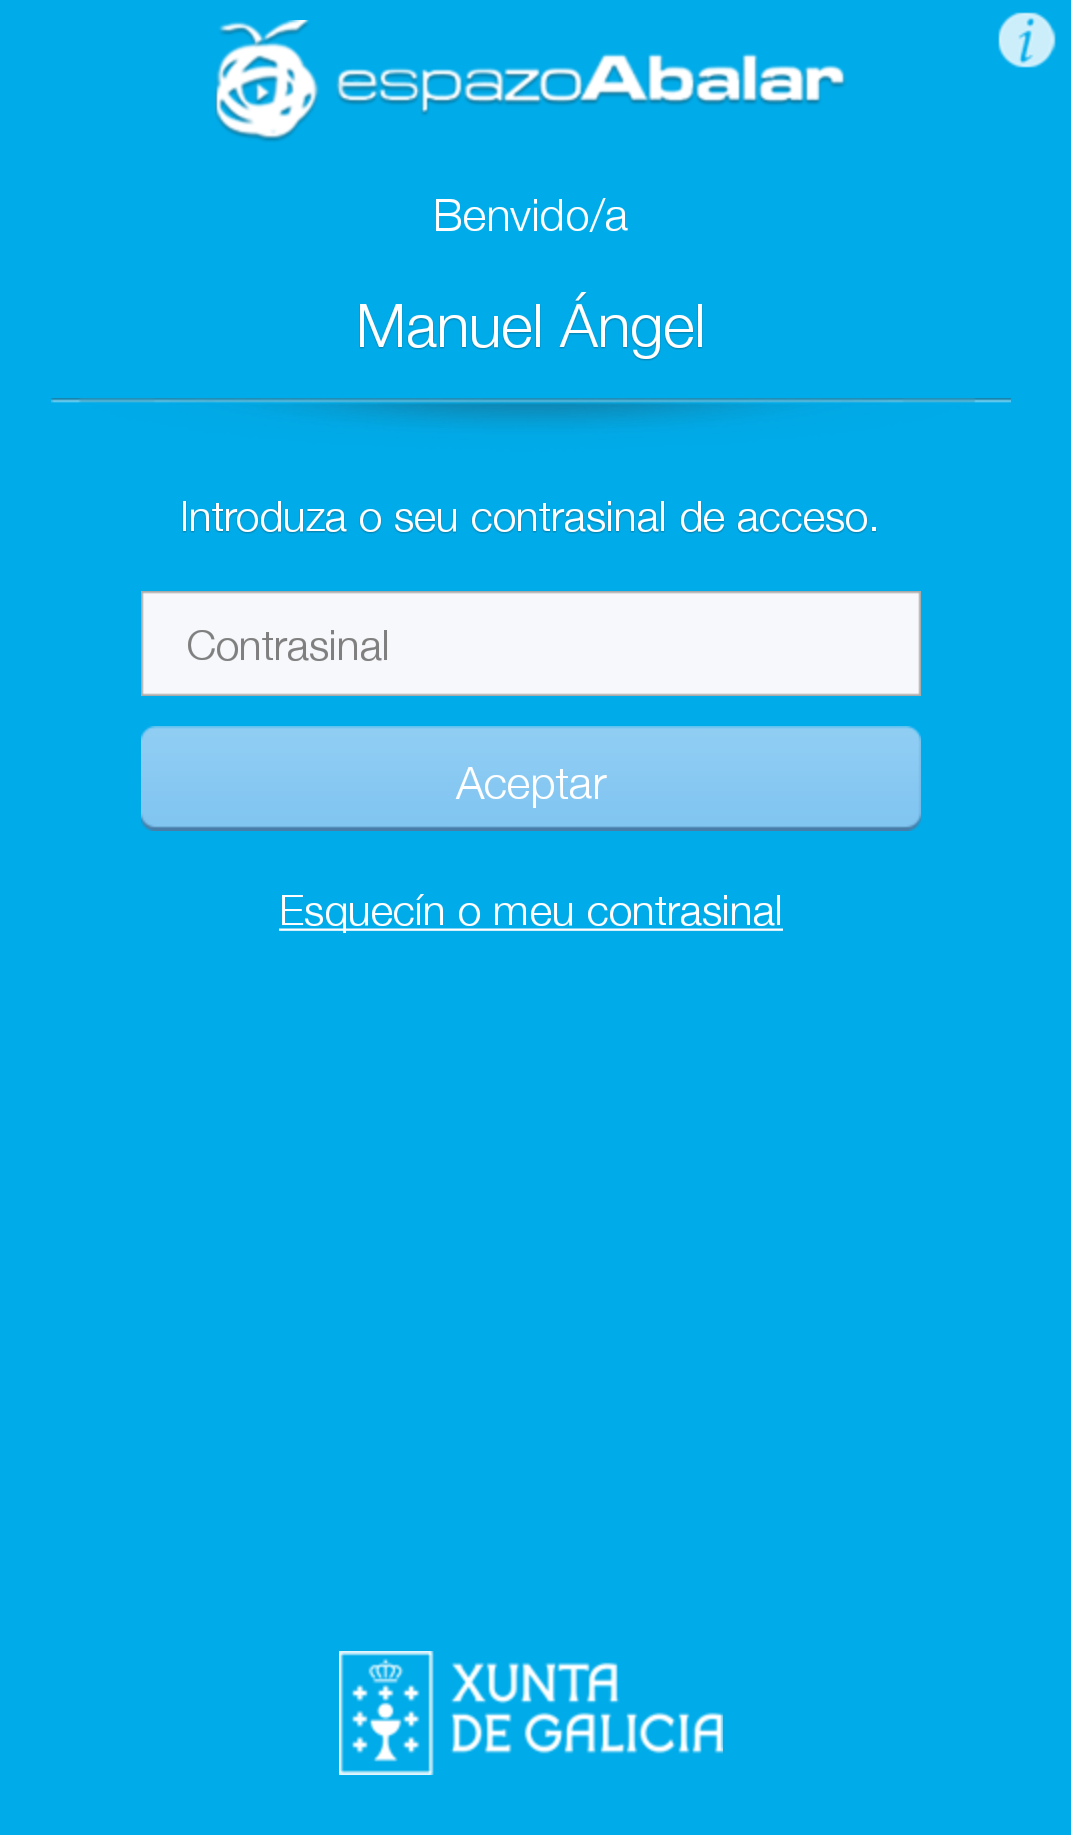 espazoAbalar
i
Benvido/a
Manuel Ángel
Introduza o seu contrasinal de acceso.
Contrasinal
Aceptar
Esquecín o meu contrasinal
XUNTA
DE GALICIA